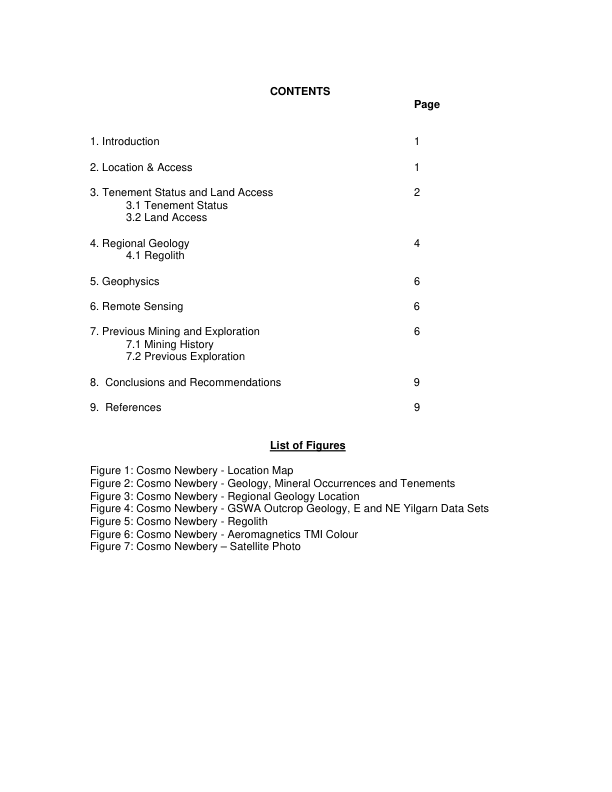 CONTENTS
Page
1. Introduction 1
2. Location & Access 1
3. Tenement Status and Land Access 2
3.1 Tenement Status
3.2 Land Access
4. Regional Geology 4
4.1 Regolith
5. Geophysics 6
6. Remote Sensing 6
7. Previous Mining and Exploration 6
7.1 Mining History
7.2 Previous Exploration
8.  Conclusions and Recommendations 9
9.  References 9
List of Figures
Figure 1: Cosmo Newbery - Location Map
Figure 2: Cosmo Newbery - Geology, Mineral Occurrences and Tenements
Figure 3: Cosmo Newbery - Regional Geology Location
Figure 4: Cosmo Newbery - GSWA Outcrop Geology, E and NE Yilgarn Data Sets
Figure 5: Cosmo Newbery - Regolith
Figure 6: Cosmo Newbery - Aeromagnetics TMI Colour
Figure 7: Cosmo Newbery – Satellite Photo